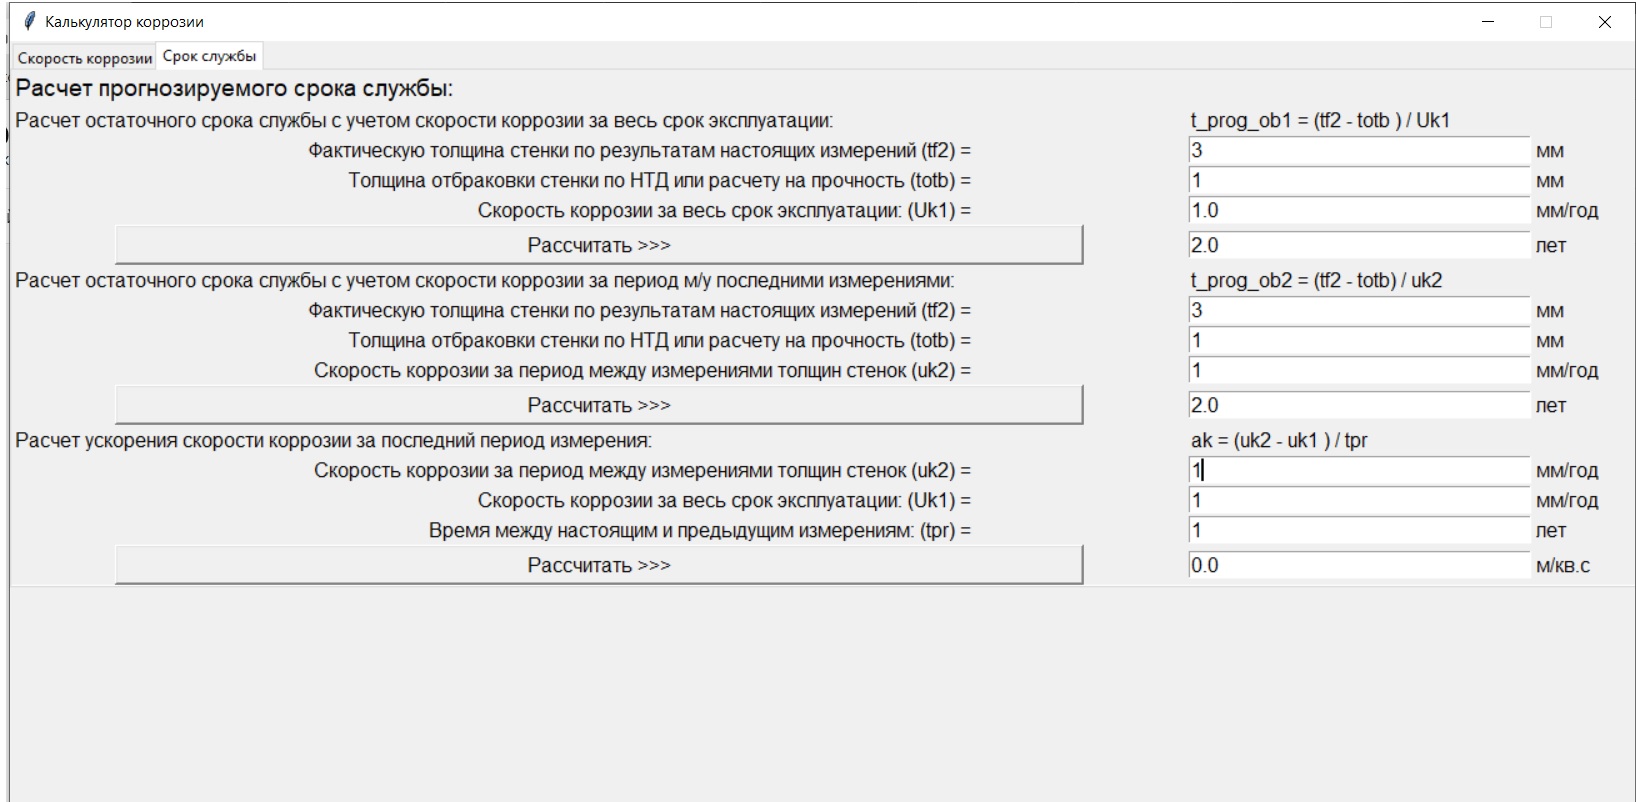 Калькулятор коррозии
Скорость коррозии Срок службы
Расчет прогнозируемого срока службы:
Расчет остаточного срока службы с учетом скорости коррозии за весь срок эксплуатации: t_prog_ob1 = (tf2 - totb ) / Uk1
Фактическую толщина стенки по результатам настоящих измерений (tf2) = 3 мм
Толщина отбраковки стенки по НТД или расчету на прочность (totb) = 1 мм
Скорость коррозии за весь срок эксплуатации: (Uk1) = 1.0 мм/год
Рассчитать >>> 2.0 лет
Расчет остаточного срока службы с учетом скорости коррозии за период м/у последними измерениями: t_prog_ob2 = (tf2 - totb) / uk2
Фактическую толщина стенки по результатам настоящих измерений (tf2) = 3 мм
Толщина отбраковки стенки по НТД или расчету на прочность (totb) = 1 мм
Скорость коррозии за период между измерениями толщин стенок (uk2) = 1 мм/год
Рассчитать >>> 2.0 лет
Расчет ускорения скорости коррозии за последний период измерения: ak = (uk2 - uk1 ) / tpr
Скорость коррозии за период между измерениями толщин стенок (uk2) = 1 мм/год
Скорость коррозии за весь срок эксплуатации: (Uk1) = 1 мм/год
Время между настоящим и предыдущим измерениям: (tpr) = 1 лет
Рассчитать >>> 0.0 м/кв.с